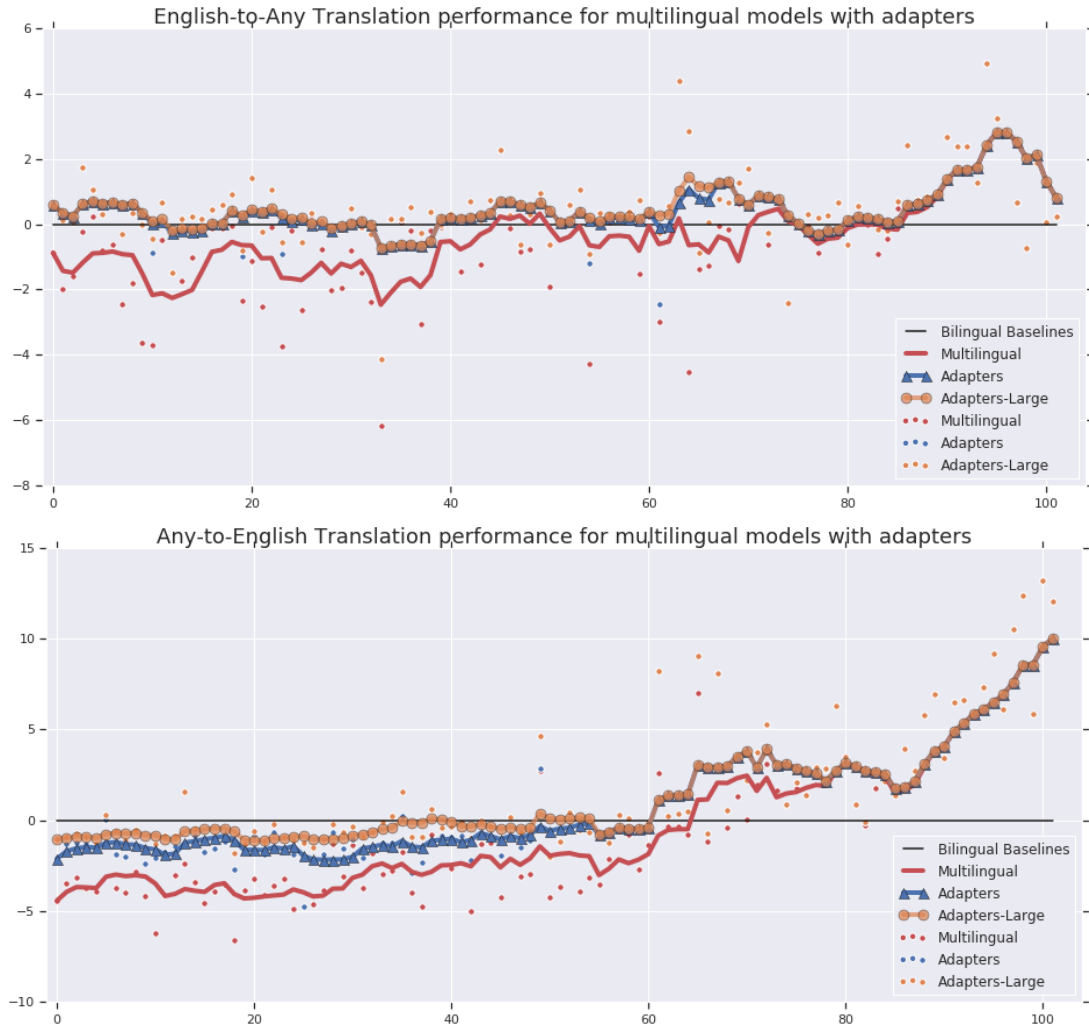 English-to-Any Translation performance for multilingual models with adapters
6
4
2
0
−2
−4
−6
−8
Bilingual Baselines
Multilingual
Adapters
Adapters-Large
Multilingual
Adapters
Adapters-Large
0 20 40 60 80 100
Any-to-English Translation performance for multilingual models with adapters
15
10
5
0
−5
−10
Bilingual Baselines
Multilingual
Adapters
Adapters-Large
Multilingual
Adapters
Adapters-Large
0 20 40 60 80 100